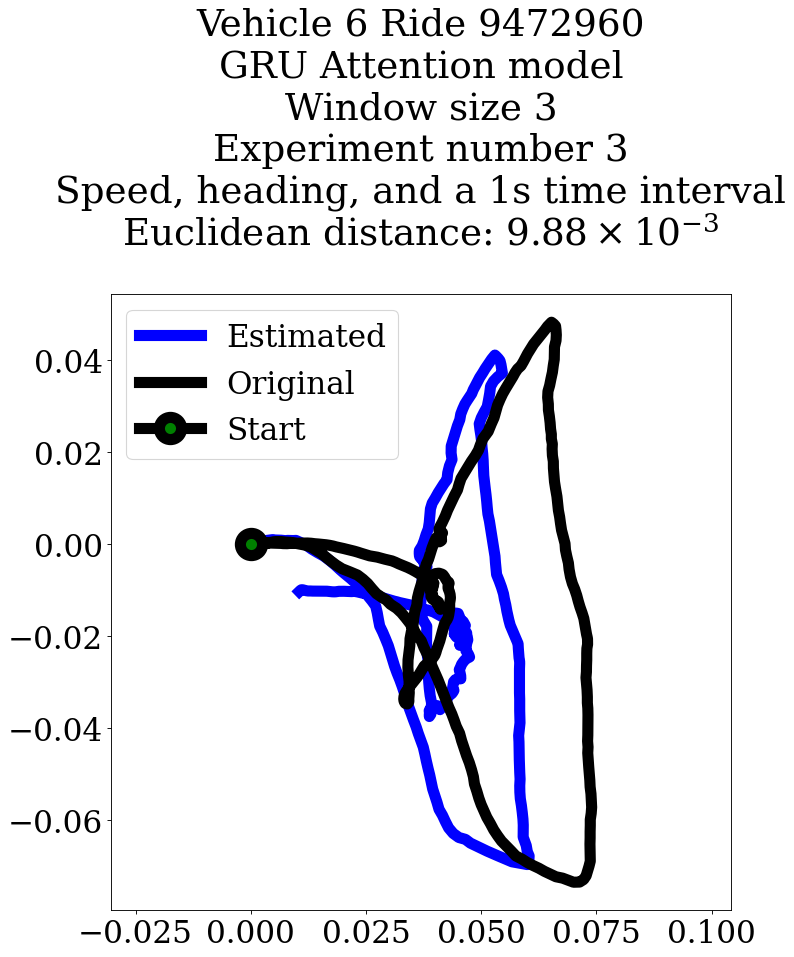 Vehicle 6 Ride 9472960
GRU Attention model
Window size 3
Experiment number 3
Speed, heading, and a 1s time interval
Euclidean distance: 9.88 × 10⁻³
Estimated
Original
Start
0.04
0.02
0.00
−0.02
−0.04
−0.06
−0.025 0.000 0.025 0.050 0.075 0.100